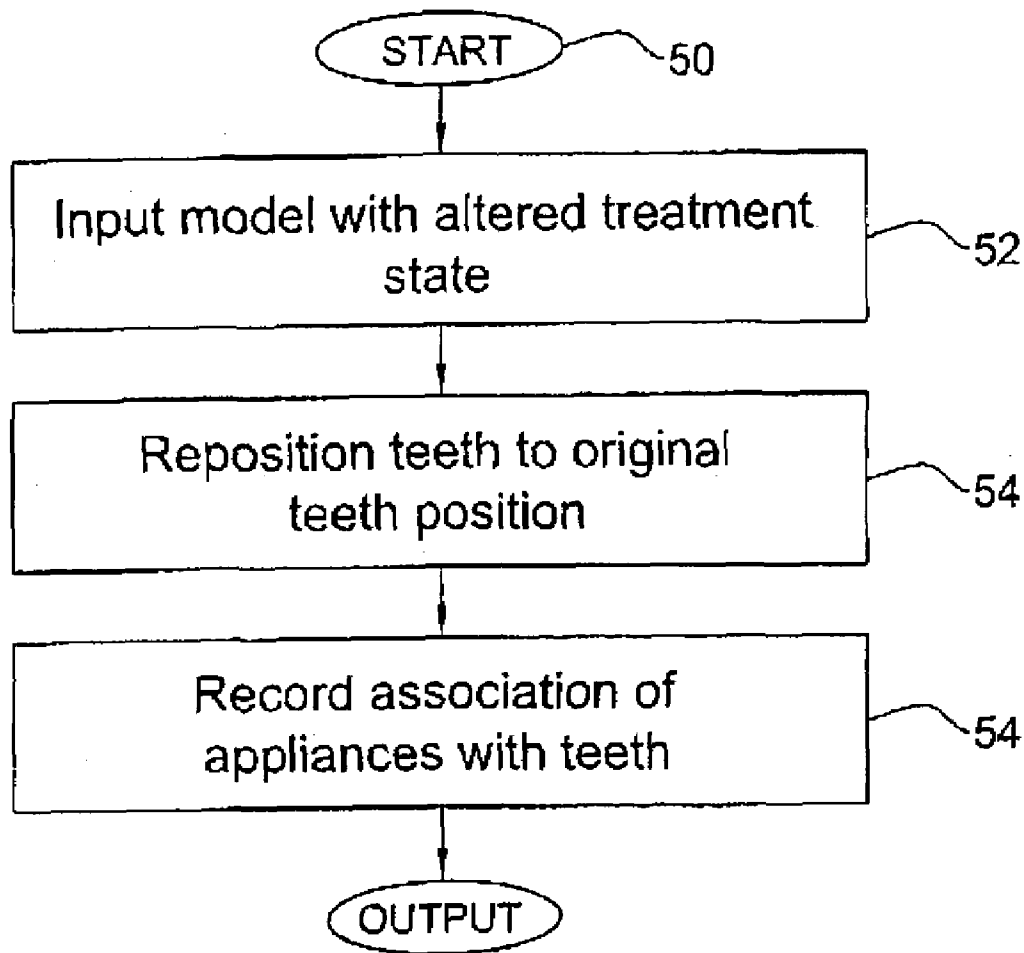 START 50
Input model with altered treatment
state
52
Reposition teeth to original
teeth position
54
Record association of
appliances with teeth
54
OUTPUT